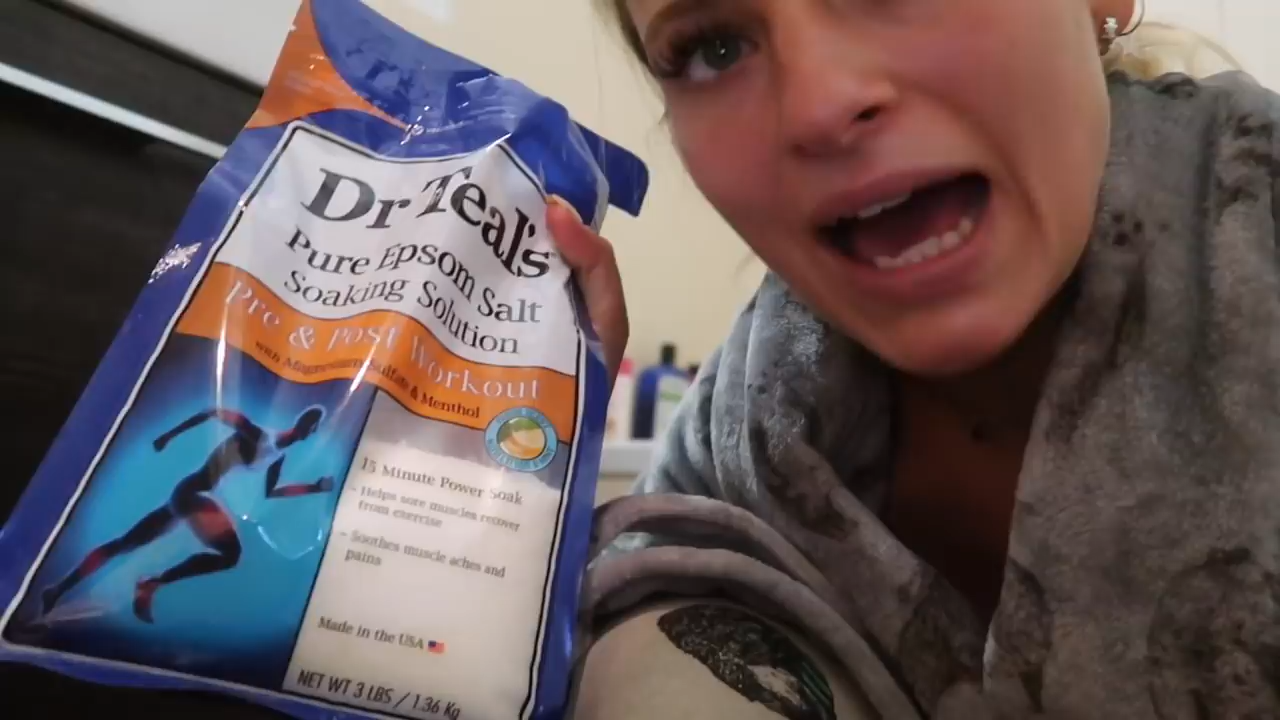 Dr Teal's
Pure Epsom Salt
Soaking Solution
Pre & Post Workout
with Magnesium Sulfate & Menthol
15 Minute Power Soak
- Helps sore muscles recover
from exercise
- Soothes muscle aches and
pains
Made in the USA
NET WT 3 LBS / 1.36 Kg